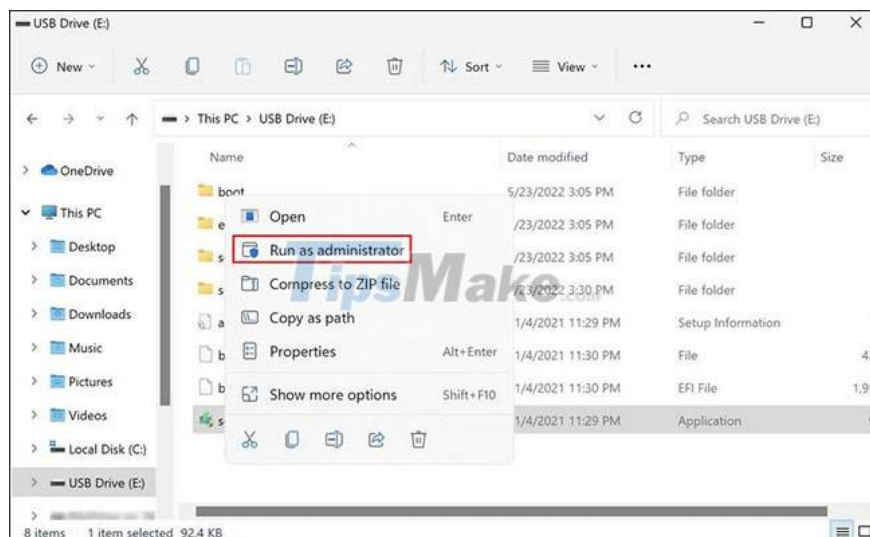 USB Drive (E:)
New
Sort
View
This PC > USB Drive (E:)
Search USB Drive (E:)
Name Date modified Type Size
OneDrive
This PC
Desktop
Documents
Downloads
Music
Pictures
Videos
Local Disk (C:)
USB Drive (E:)
boot 5/23/2022 3:05 PM File folder
e /23/2022 3:05 PM File folder
s /23/2022 3:05 PM File folder
s /23/2022 3:30 PM File folder
a 1/4/2021 11:29 PM Setup Information
b 1/4/2021 11:30 PM File 4
b 1/4/2021 11:30 PM EFI File 1,9
s 1/4/2021 11:29 PM Application
Open Enter
Run as administrator
Compress to ZIP file
Copy as path
Properties Alt+Enter
Show more options Shift+F10
TipsMake.com
8 items 1 item selected 92.4 KB